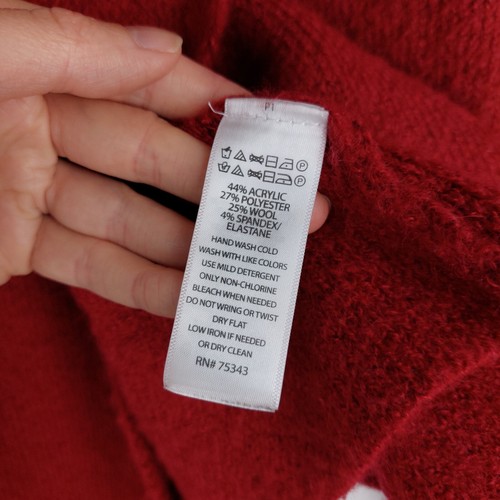 44% ACRYLIC
27% POLYESTER
25% WOOL
4% SPANDEX/
ELASTANE
HAND WASH COLD
WASH WITH LIKE COLORS
USE MILD DETERGENT
ONLY NON-CHLORINE
BLEACH WHEN NEEDED
DO NOT WRING OR TWIST
DRY FLAT
LOW IRON IF NEEDED
OR DRY CLEAN
RN# 75343